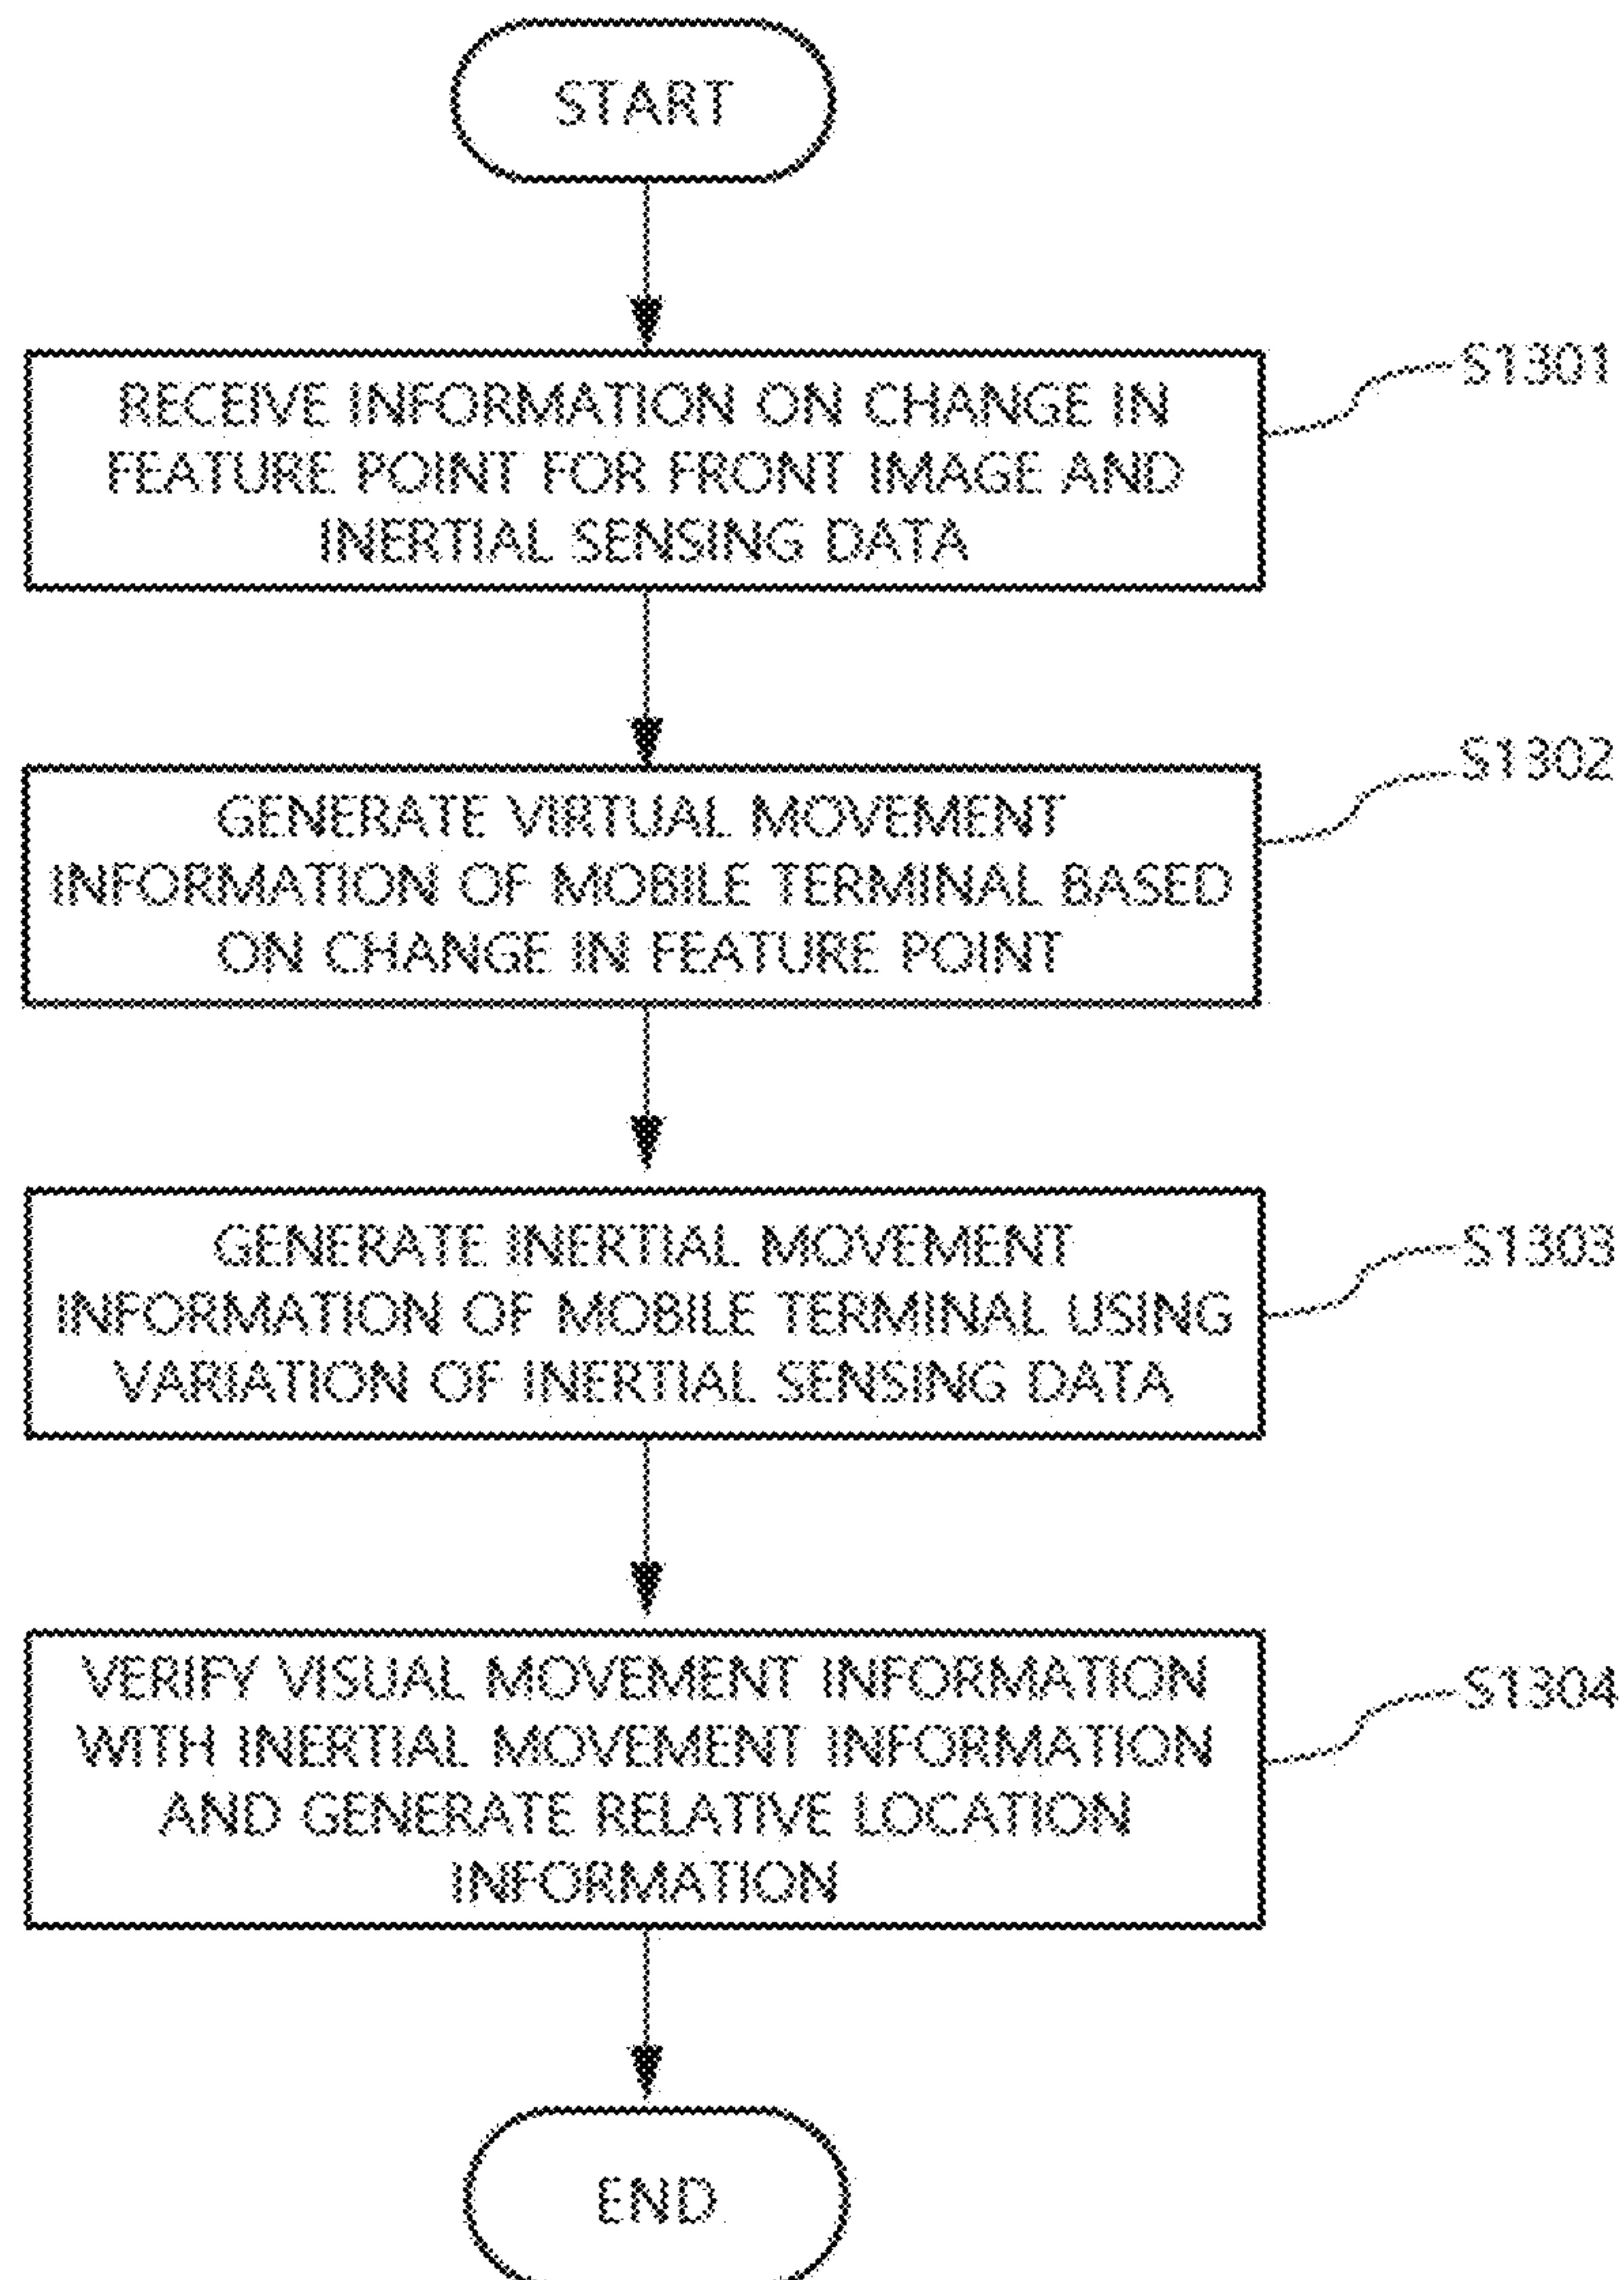 START
RECEIVE INFORMATION ON CHANGE IN
FEATURE POINT FOR FRONT IMAGE AND
INERTIAL SENSING DATA
S1301
GENERATE VIRTUAL MOVEMENT
INFORMATION OF MOBILE TERMINAL BASED
ON CHANGE IN FEATURE POINT
S1302
GENERATE INERTIAL MOVEMENT
INFORMATION OF MOBILE TERMINAL USING
VARIATION OF INERTIAL SENSING DATA
S1303
VERIFY VISUAL MOVEMENT INFORMATION
WITH INERTIAL MOVEMENT INFORMATION
AND GENERATE RELATIVE LOCATION
INFORMATION
S1304
END